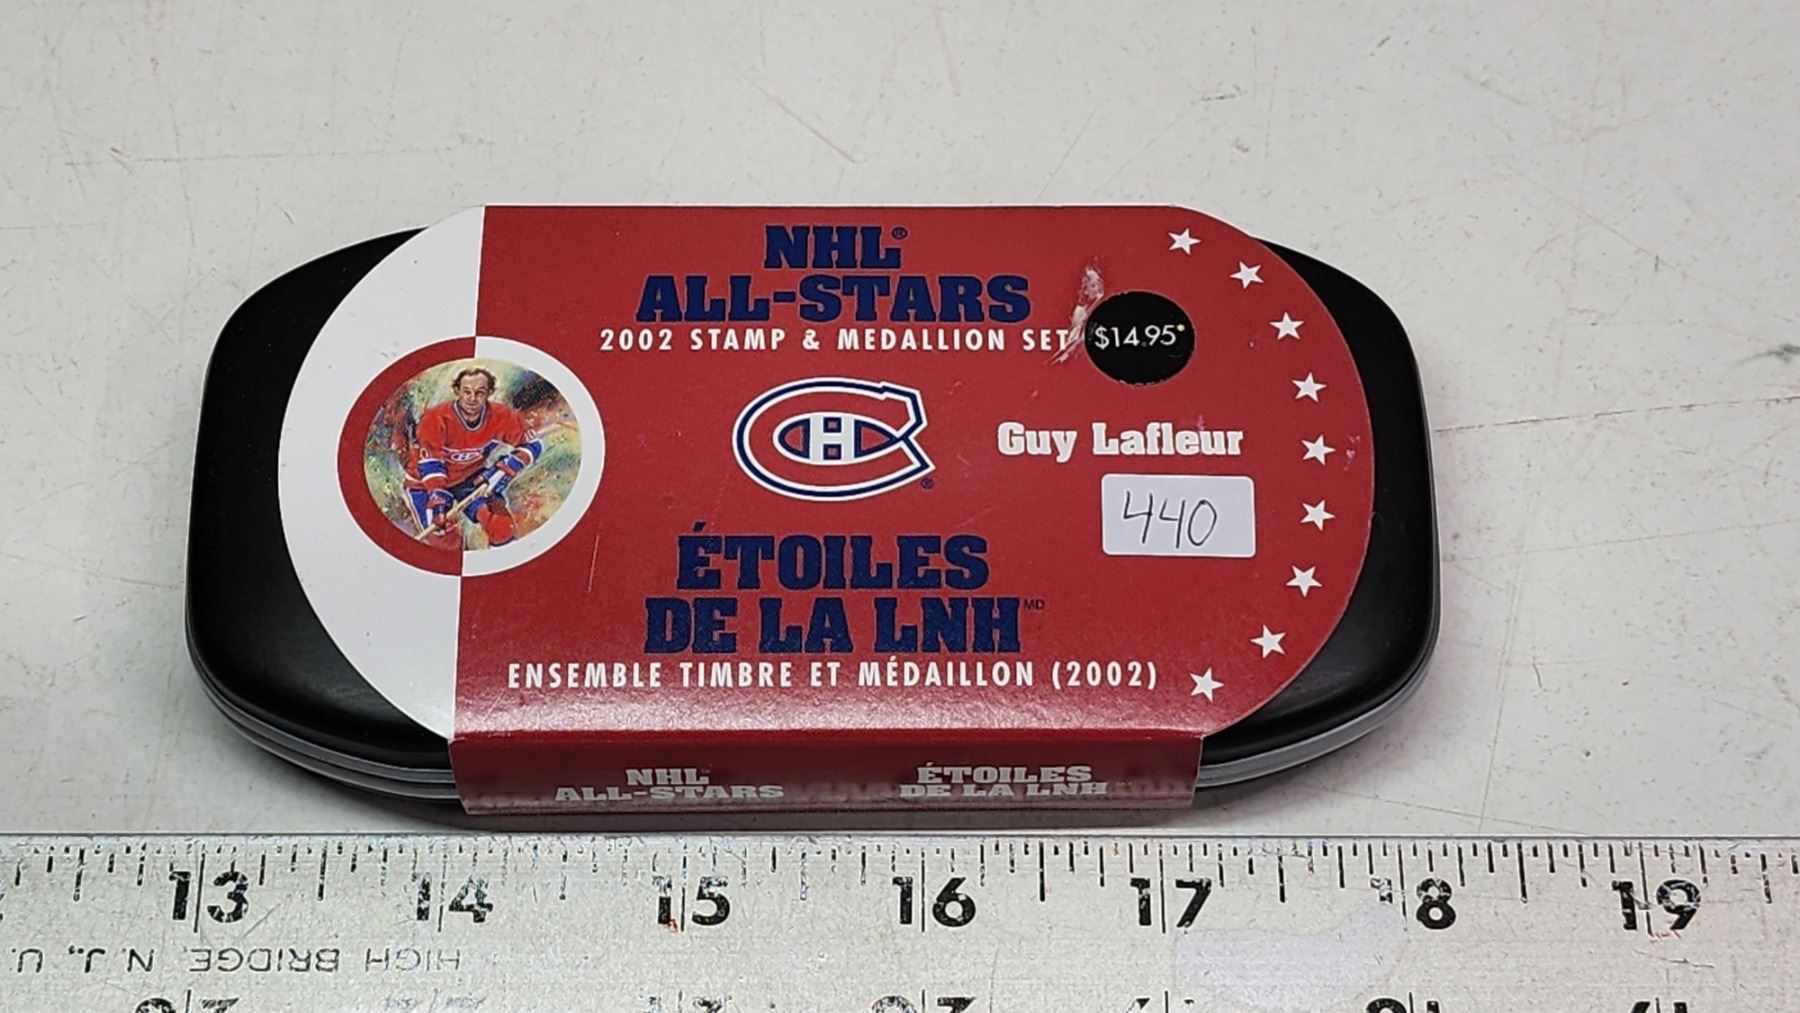 NHL®
ALL-STARS
2002 STAMP & MEDALLION SET
$14.95*
Guy Lafleur
440
ÉTOILES
DE LA LNH MD
ENSEMBLE TIMBRE ET MÉDAILLON (2002)
NHL
ALL-STARS
ÉTOILES
DE LA LNH
13 14 15 16 17 18 19
HIGH BRIDGE, N.J., U.